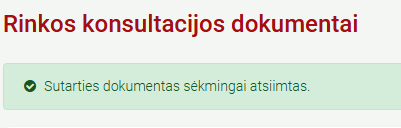 Rinkos konsultacijos dokumentai
Sutarties dokumentas sėkmingai atsiimtas.